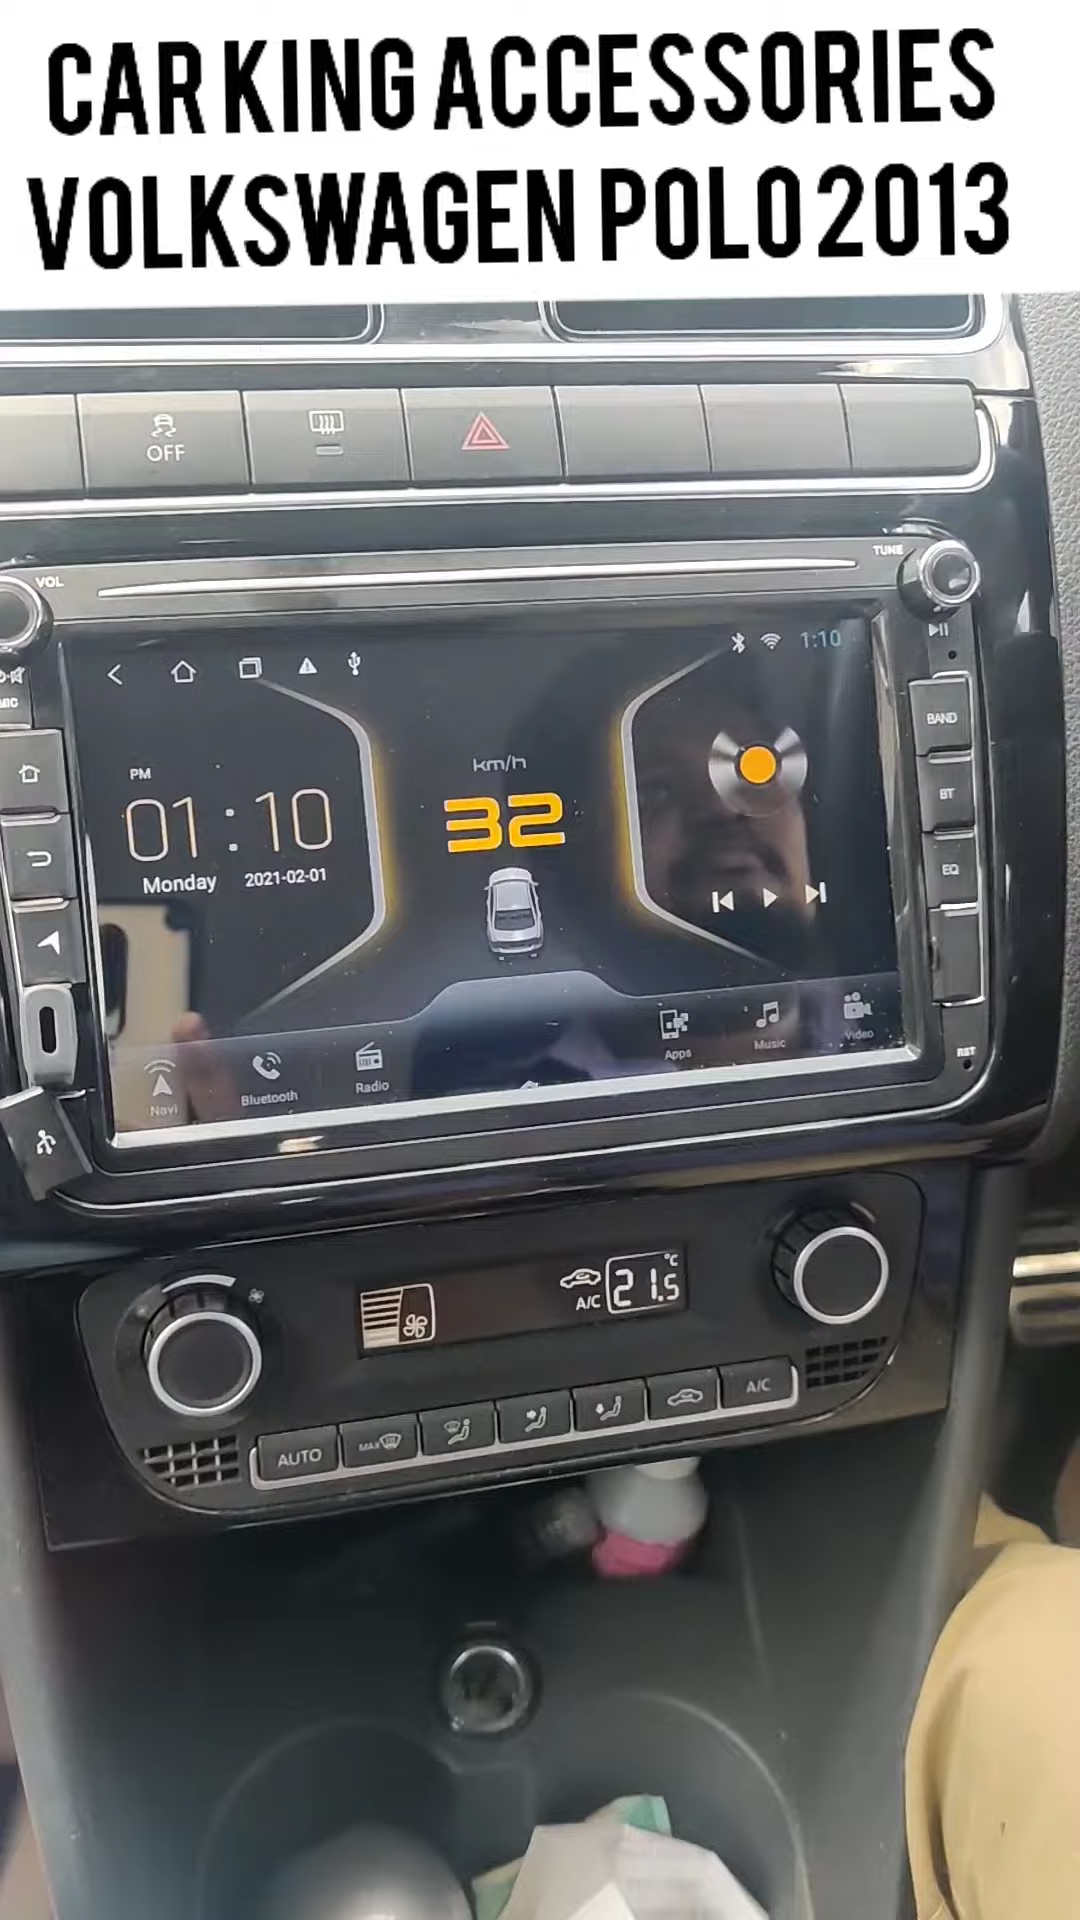 CAR KING ACCESSORIES
VOLKSWAGEN POLO 2013
OFF
VOL
TUNE
MIC
1:10
PM
01:10
Monday 2021-02-01
km/h
32
BAND
BT
EQ
Navi
Bluetooth
Radio
Apps
Music
Video
RST
A/C
21.5
°C
AUTO
MAX
A/C